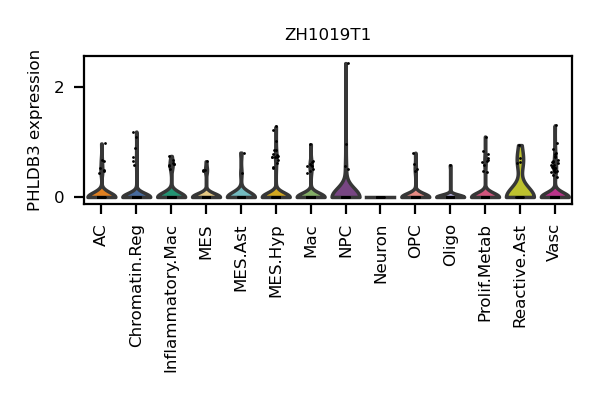 ZH1019T1
PHLDB3 expression
2
0
AC
Chromatin.Reg
Inflammatory.Mac
MES
MES.Ast
MES.Hyp
Mac
NPC
Neuron
OPC
Oligo
Prolif.Metab
Reactive.Ast
Vasc